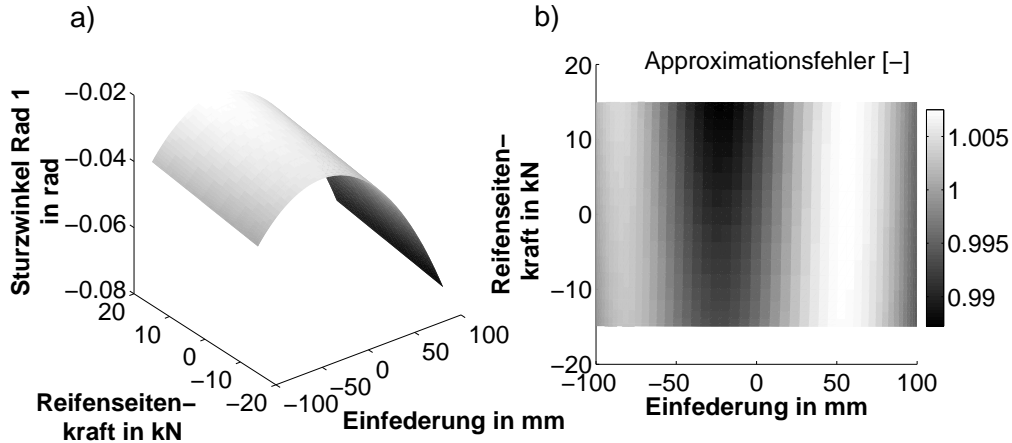 a)
Sturzwinkel Rad 1
in rad
−0.02
−0.04
−0.06
−0.08
20
10
0
−10
−20
Reifenseiten−
kraft in kN
−100
−50
0
50
100
Einfederung in mm
b)
Approximationsfehler [−]
Reifenseiten−
kraft in kN
20
10
0
−10
−20
−100
−50
0
50
100
Einfederung in mm
1.005
1
0.995
0.99